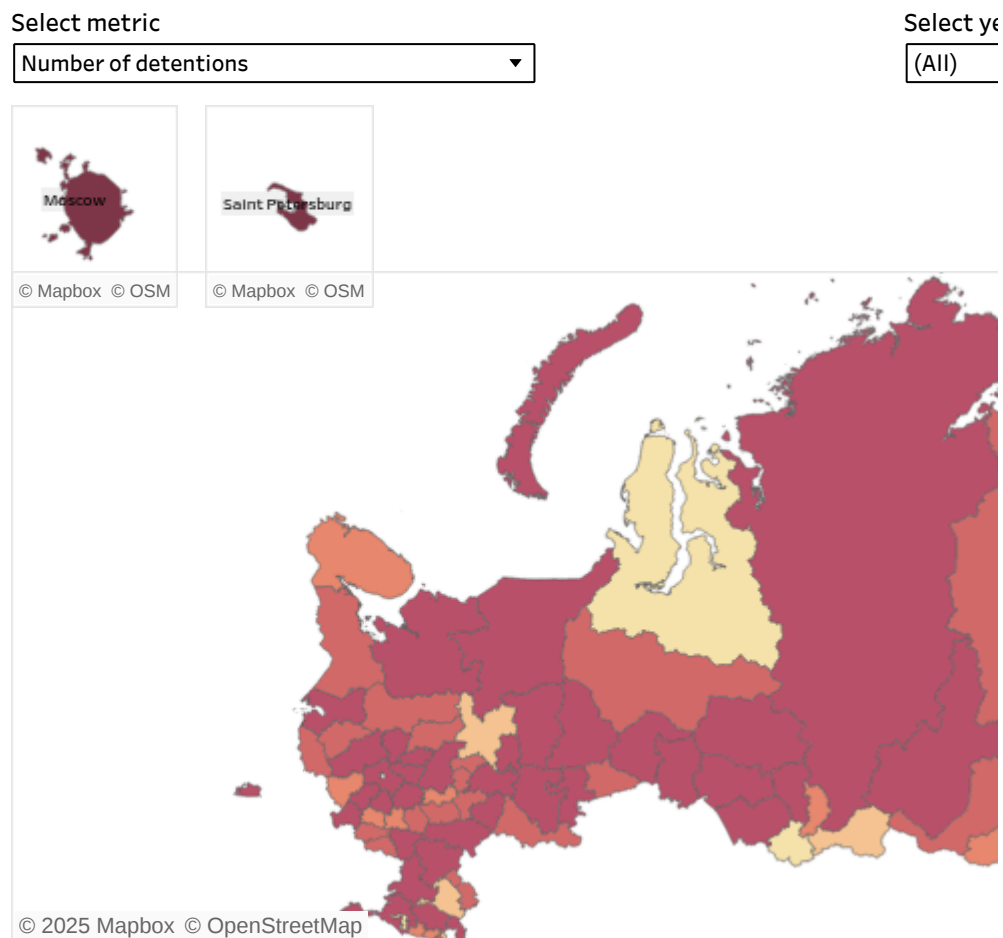 Select metric
Select ye
Number of detentions
(All)
Moscow
Saint Petersburg
© Mapbox © OSM
© Mapbox © OSM
© 2025 Mapbox © OpenStreetMap